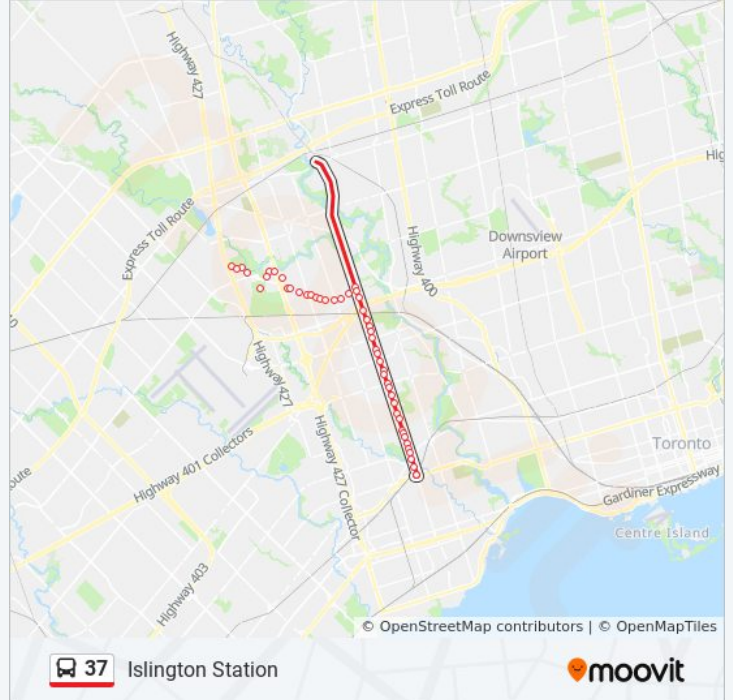 Highway 427
Express Toll Route
Hig
Express Toll Route
Highway 400
Downsview
Airport
10
Highway 427
Highway 427 Collector
Highway 401 Collectors
oute
Toronto
Gardiner Expressway
Centre Island
Highway 403
© OpenStreetMap contributors | © OpenMapTiles
37 Islington Station
moovit